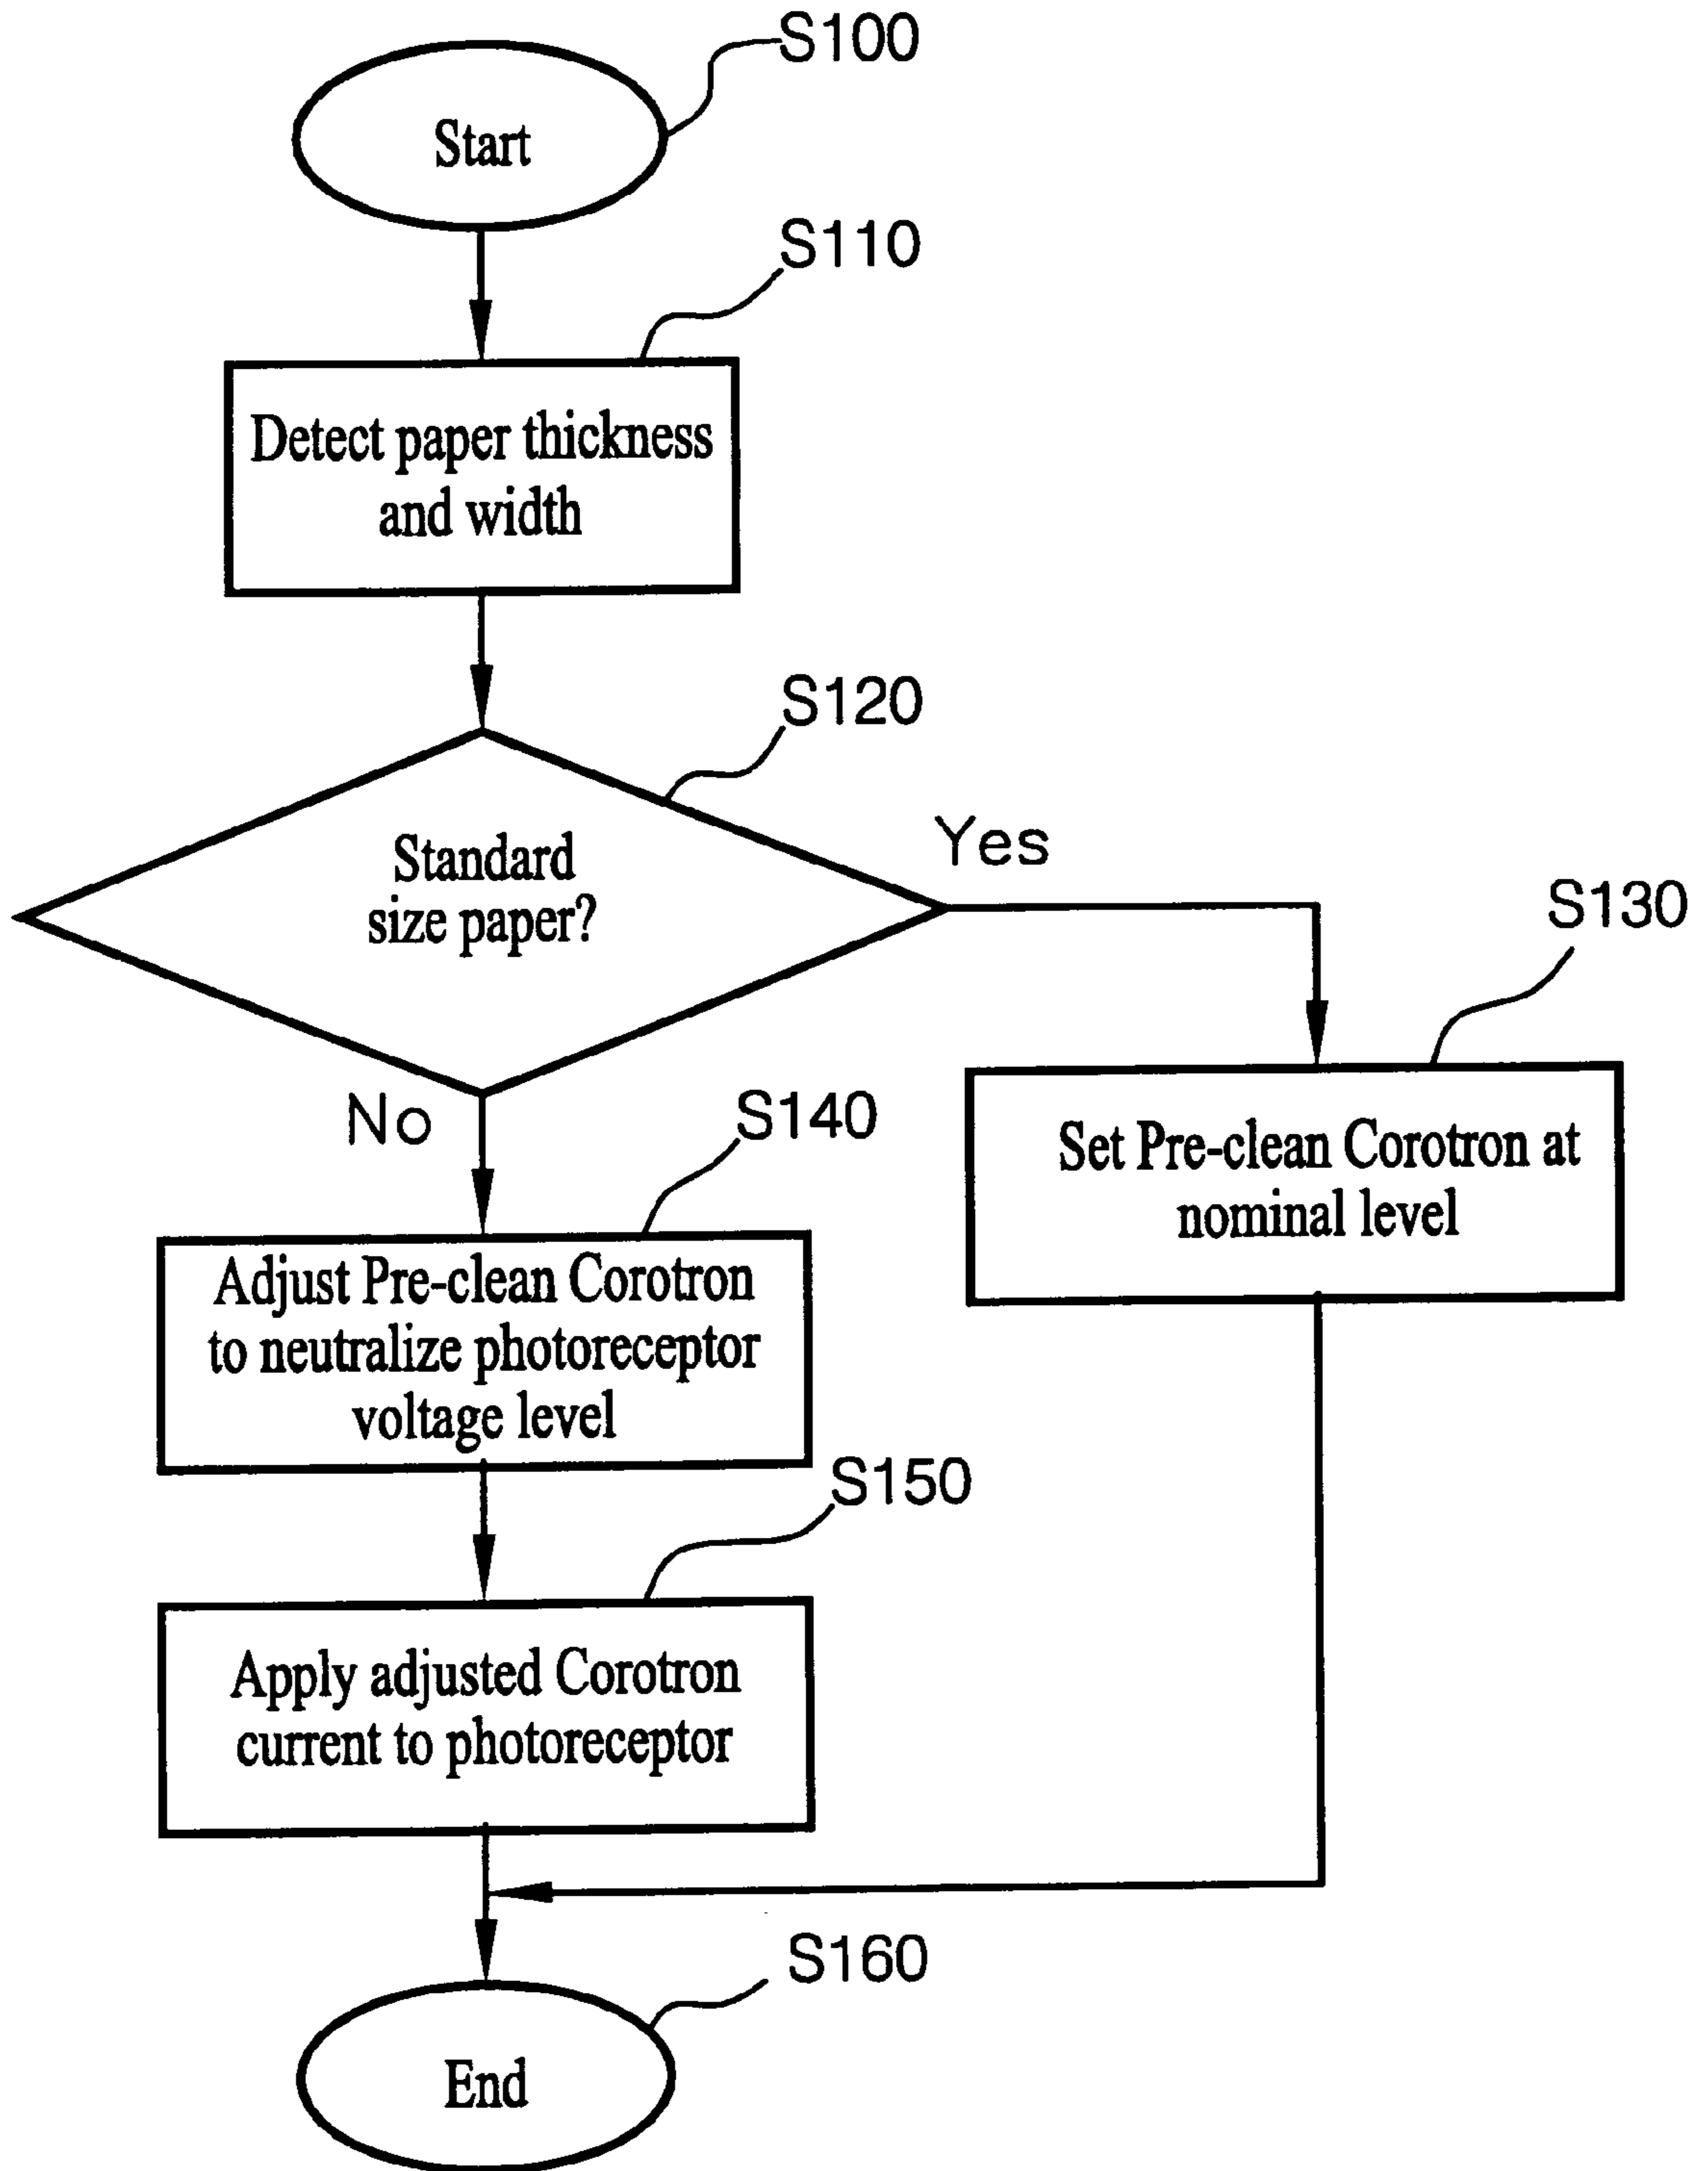 S100
Start
S110
Detect paper thickness
and width
S120
Standard
size paper?
Yes
S130
Set Pre-clean Corotron at
nominal level
No
S140
Adjust Pre-clean Corotron
to neutralize photoreceptor
voltage level
S150
Apply adjusted Corotron
current to photoreceptor
S160
End